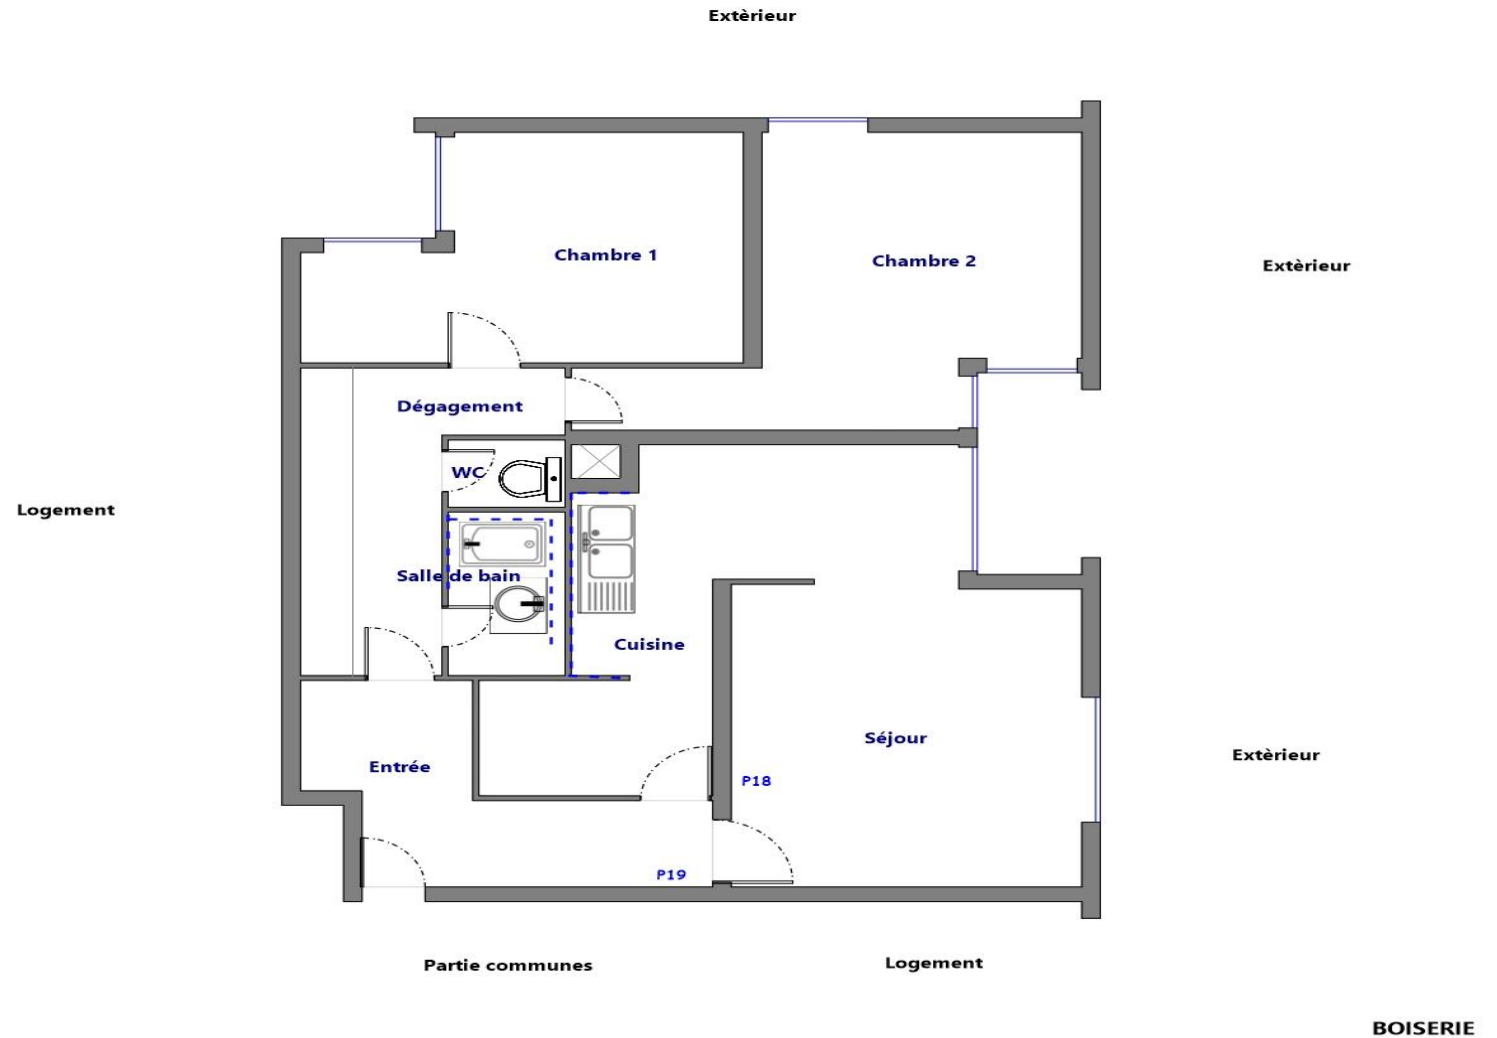 Extèrieur
Chambre 1
Chambre 2
Extèrieur
Dégagement
WC
Logement
Salle de bain
Cuisine
Séjour
Extèrieur
Entrée
P18
P19
Partie communes
Logement
BOISERIE